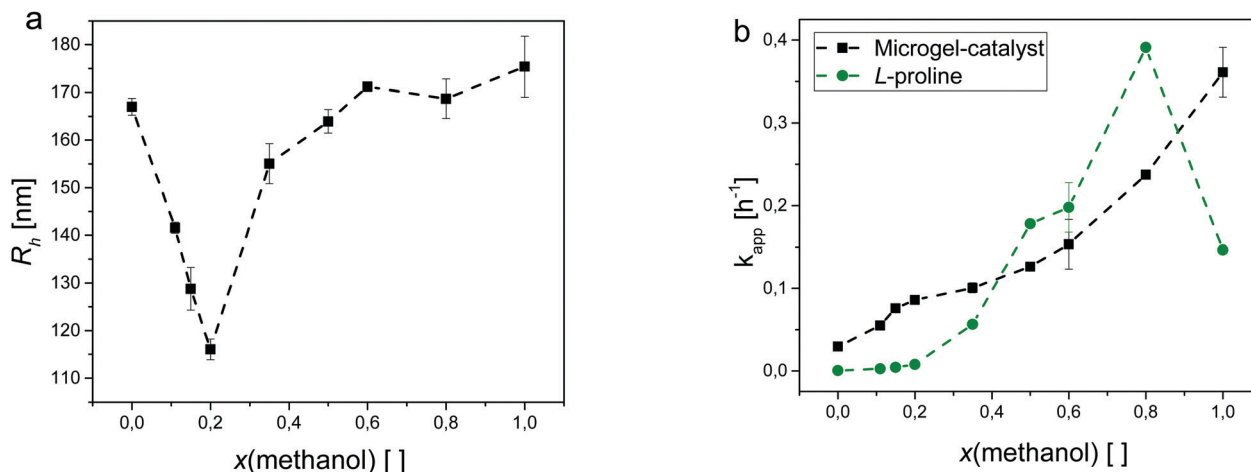 a
180
170
160
150
140
130
120
110
R_h [nm]
0,0 0,2 0,4 0,6 0,8 1,0
x(methanol) [ ]
b
Microgel-catalyst
L-proline
0,4
0,3
0,2
0,1
0,0
k_app [h⁻¹]
0,0 0,2 0,4 0,6 0,8 1,0
x(methanol) [ ]